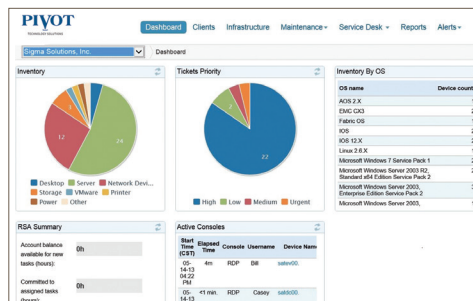 PIVOT
TECHNOLOGY SOLUTIONS
Dashboard Clients Infrastructure Maintenance Service Desk Reports Alerts
Sigma Solutions, Inc. Dashboard
Inventory
24
12
3
Desktop Server Network Devi...
Storage VMware Printer
Power Other
Tickets Priority
32
High Low Medium Urgent
Inventory By OS
OS name Device count
AOS 2.X
EMC GX3
Fabric OS
IOS
IOS 12.X
Linux 2.6.X
Microsoft Windows 7 Service Pack 1
Microsoft Windows Server 2003 R2,
Standard x64 Edition Service Pack 2
Microsoft Windows Server 2003,
Enterprise Edition Service Pack 2
Microsoft Windows Server 2003,
RSA Summary
Account balance
available for new
tasks (hours):
0h
Committed to
assigned tasks
(hours):
0h
Active Consoles
Start Time (CST) Elapsed Time Console Username Device Name
05-14-13 04:22 PM 4m RDP Bill
05-14-13 <1 min. RDP Casey